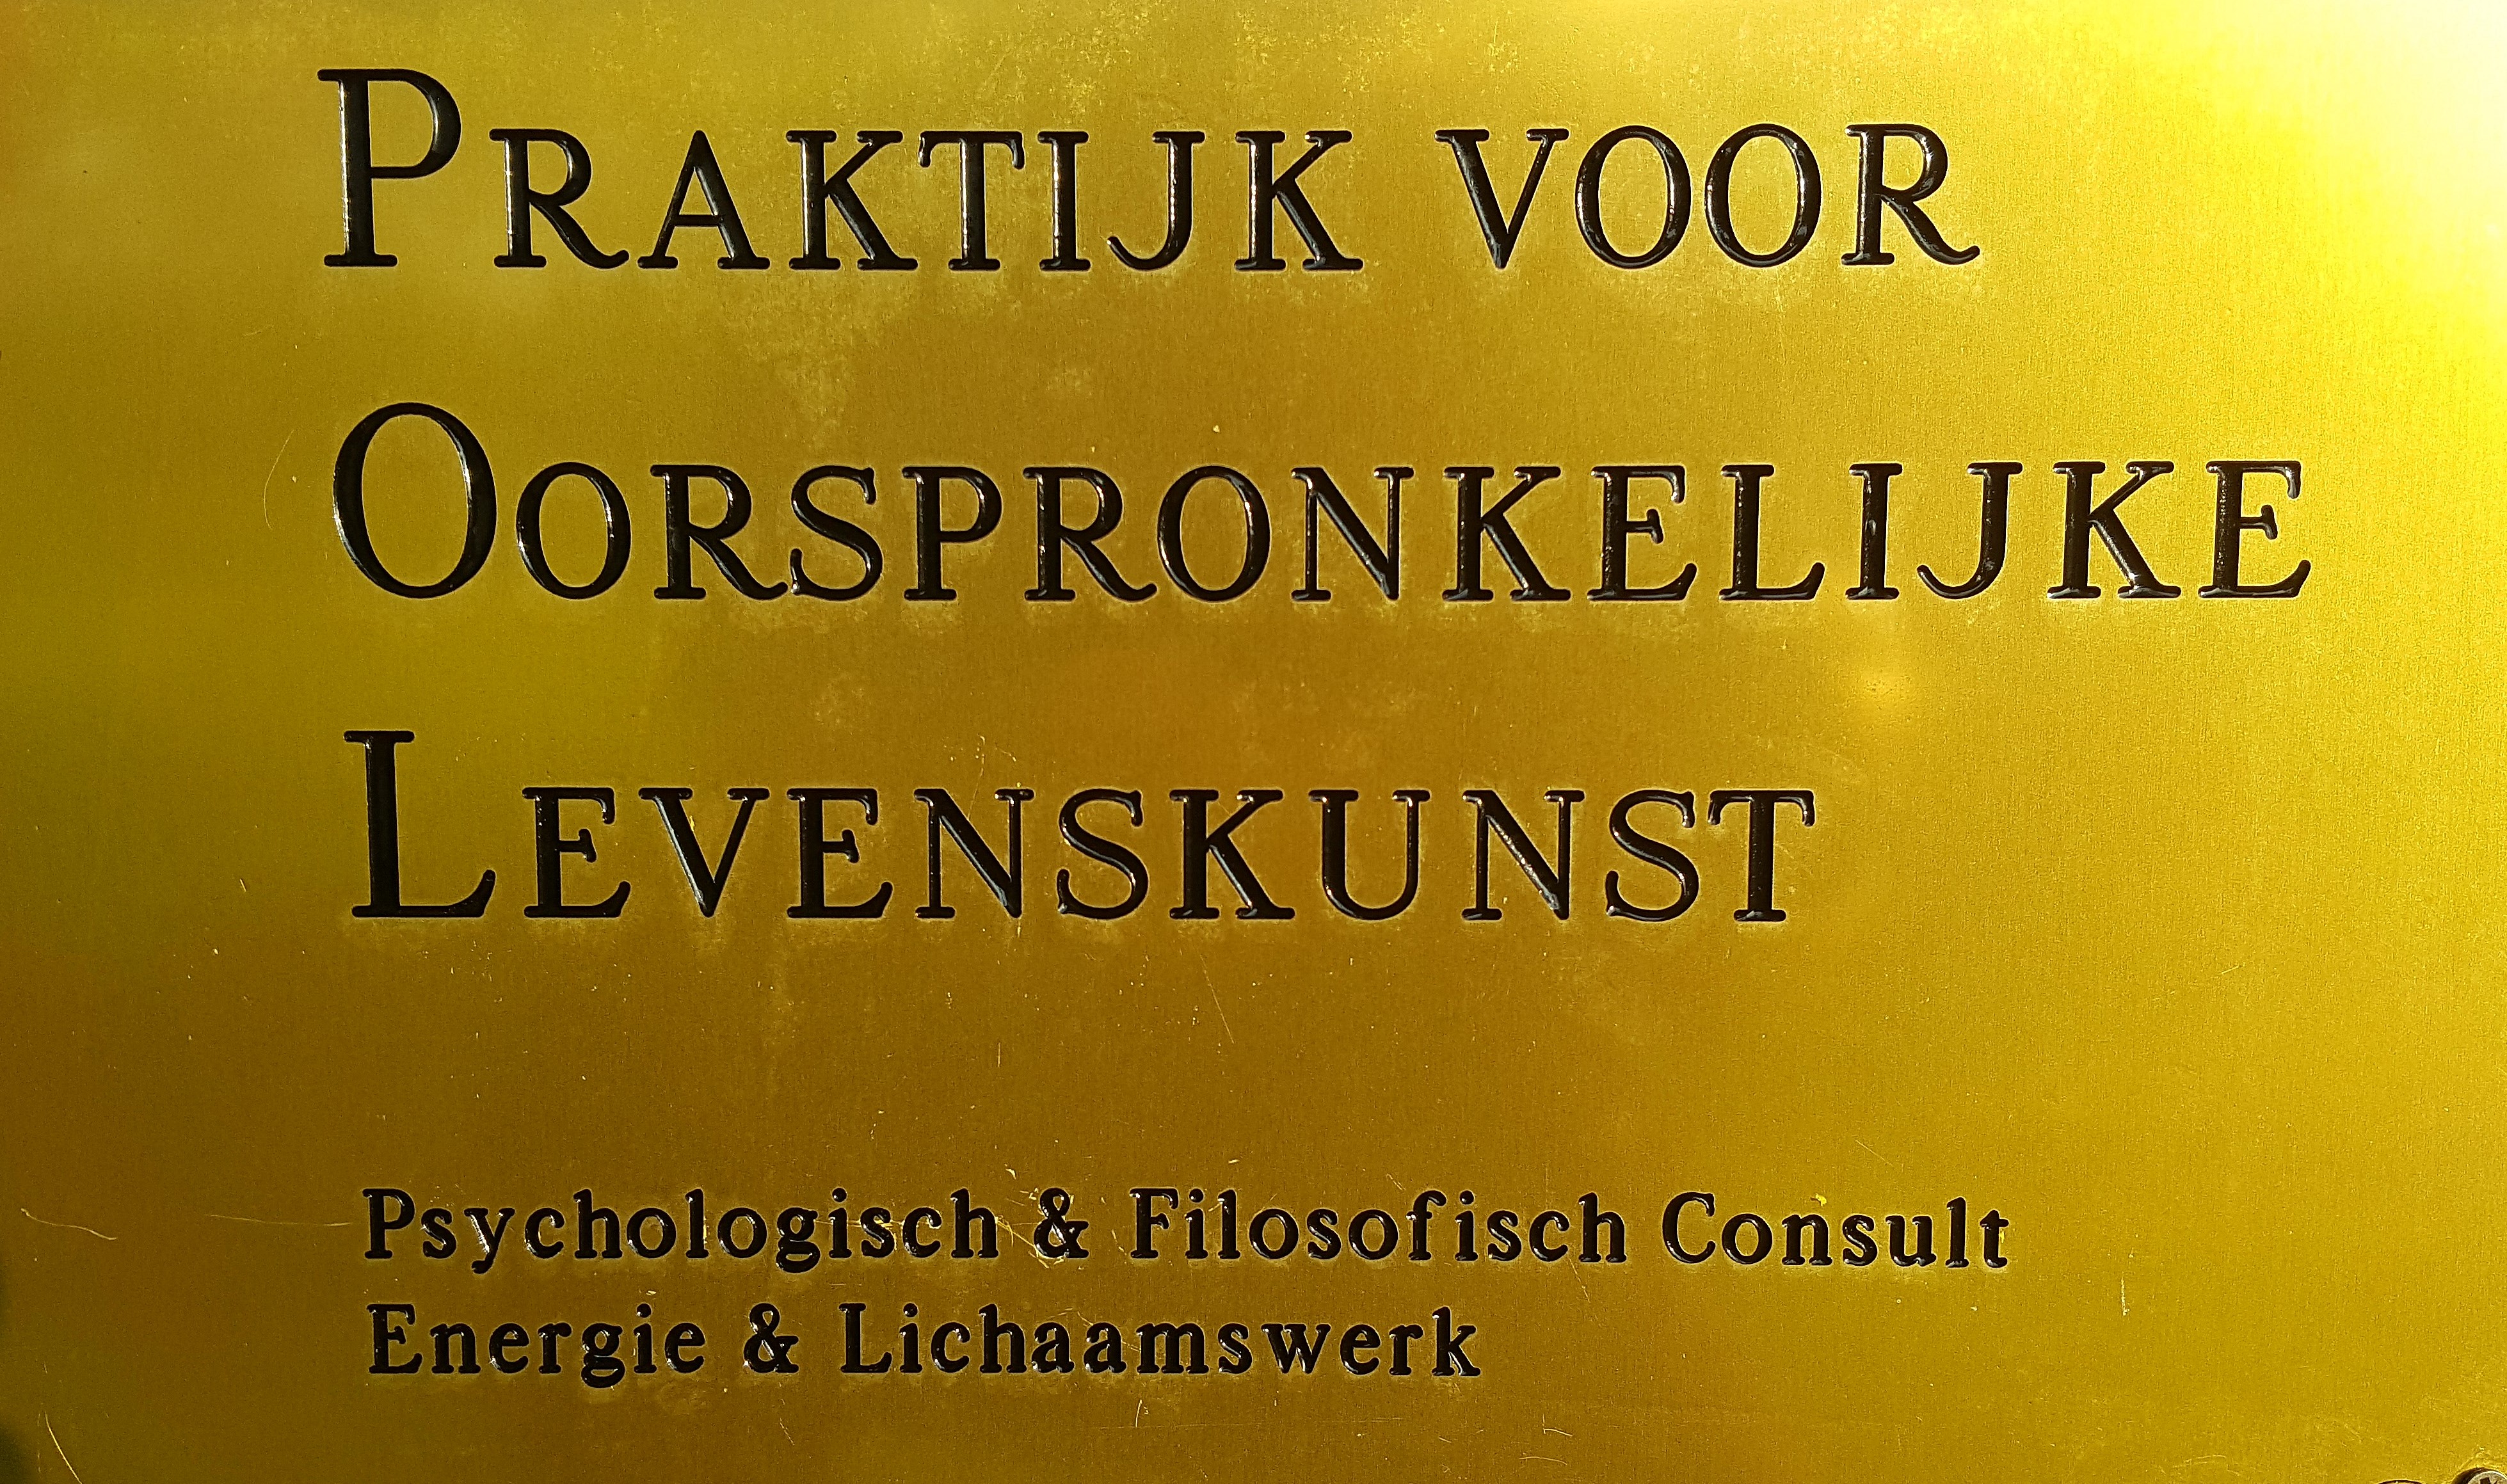 PRAKTIJK VOOR
OORSPRONKELIJKE
LEVENSKUNST
Psychologisch & Filosofisch Consult
Energie & Lichaamswerk